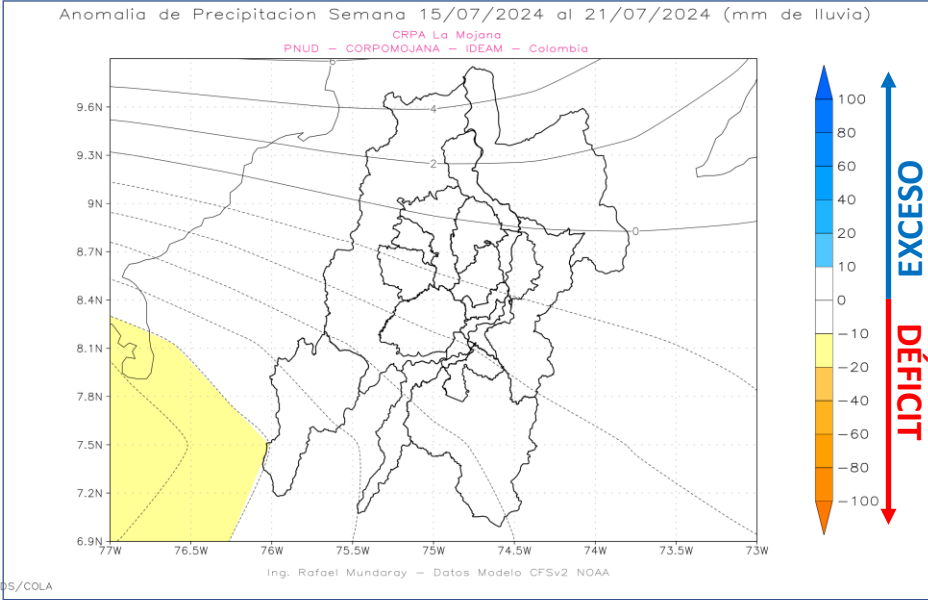 Anomalia de Precipitacion Semana 15/07/2024 al 21/07/2024 (mm de lluvia)
CRPA La Mojana
PNUD – CORPOMOJANA – IDEAM – Colombia
6
4
2
0
9.6N
9.3N
9N
8.7N
8.4N
8.1N
7.8N
7.5N
7.2N
6.9N
77W 76.5W 76W 75.5W 75W 74.5W 74W 73.5W 73W
100
80
60
40
20
10
0
−10
−20
−40
−60
−80
−100
EXCESO
DÉFICIT
Ing. Rafael Mundaray – Datos Modelo CFSv2 NOAA
DS/COLA